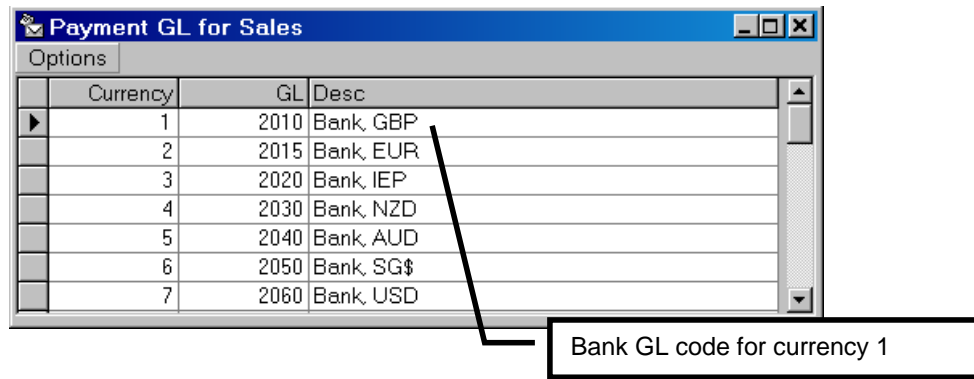 Payment GL for Sales
Options
Currency GL Desc
1 2010 Bank, GBP
2 2015 Bank, EUR
3 2020 Bank, IEP
4 2030 Bank, NZD
5 2040 Bank, AUD
6 2050 Bank, SG$
7 2060 Bank, USD
Bank GL code for currency 1